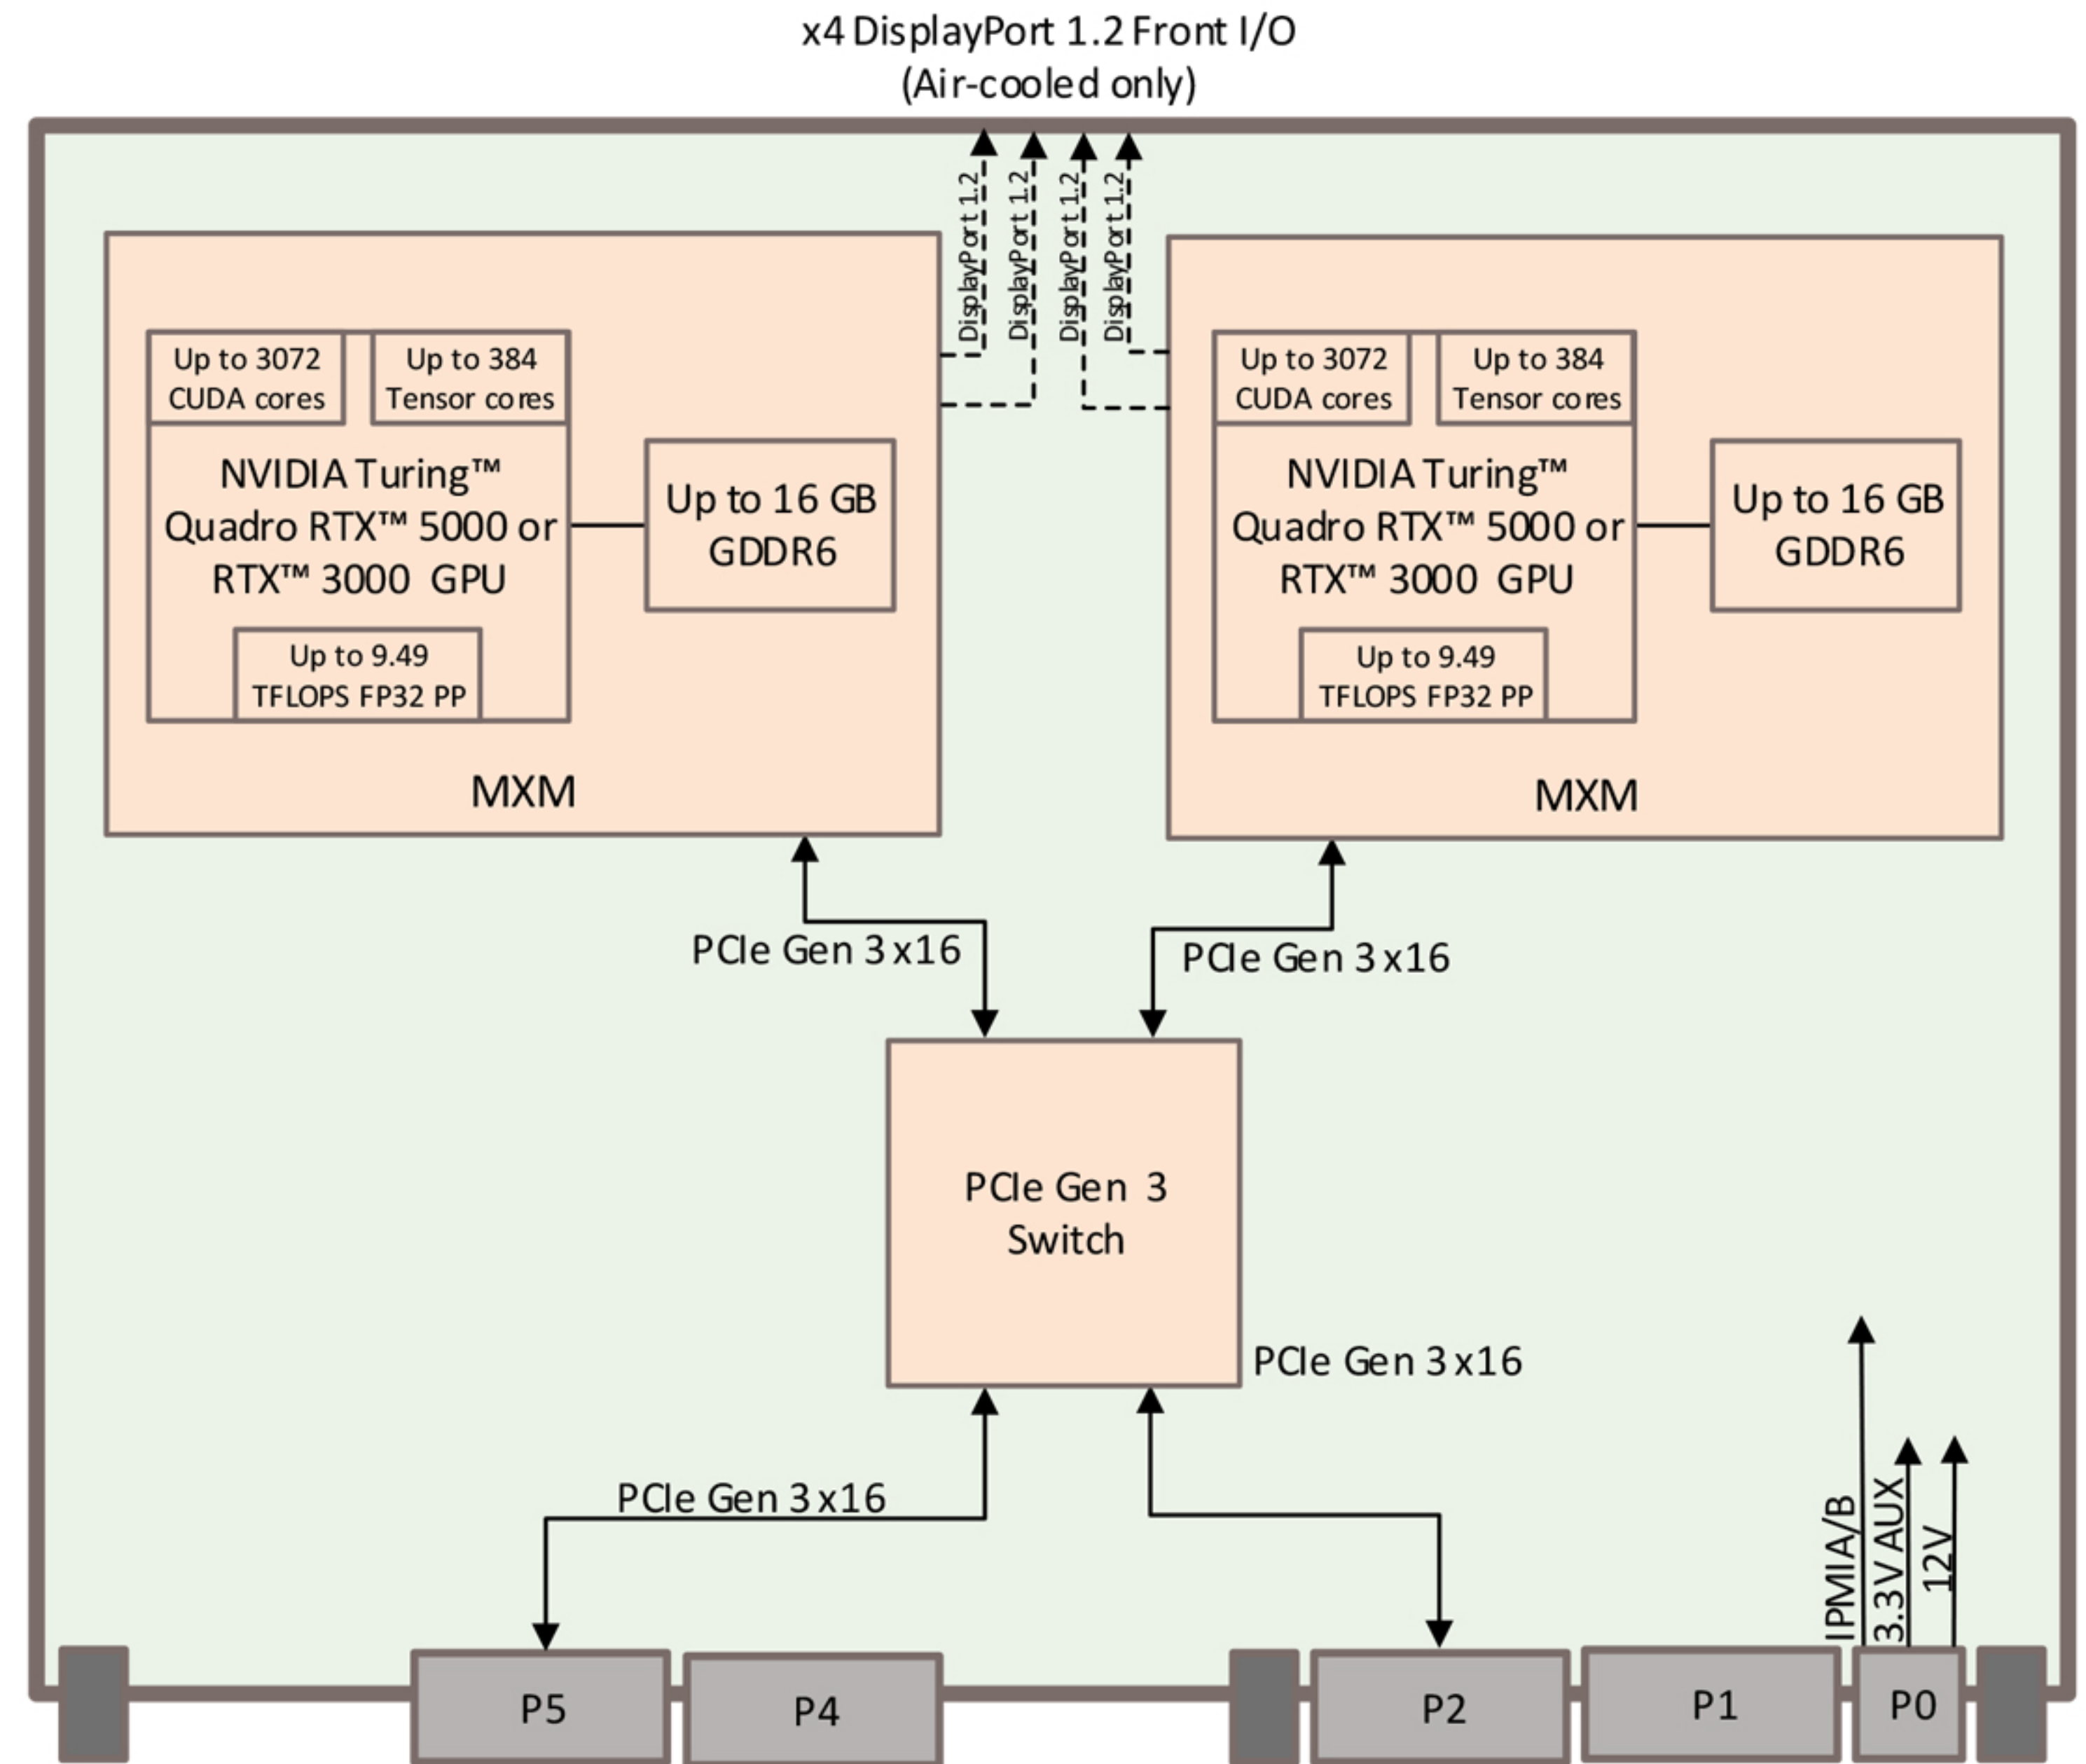 x4 DisplayPort 1.2 Front I/O
(Air-cooled only)
DisplayPort 1.2
DisplayPort 1.2
DisplayPort 1.2
DisplayPort 1.2
Up to 3072
CUDA cores
Up to 384
Tensor cores
NVIDIA Turing™
Quadro RTX™ 5000 or
RTX™ 3000 GPU
Up to 9.49
TFLOPS FP32 PP
Up to 16 GB
GDDR6
MXM
Up to 3072
CUDA cores
Up to 384
Tensor cores
NVIDIA Turing™
Quadro RTX™ 5000 or
RTX™ 3000 GPU
Up to 9.49
TFLOPS FP32 PP
Up to 16 GB
GDDR6
MXM
PCIe Gen 3 x16
PCIe Gen 3 x16
PCIe Gen 3
Switch
PCIe Gen 3 x16
PCIe Gen 3 x16
IPMIA/B
3.3V AUX
12V
P5
P4
P2
P1
P0